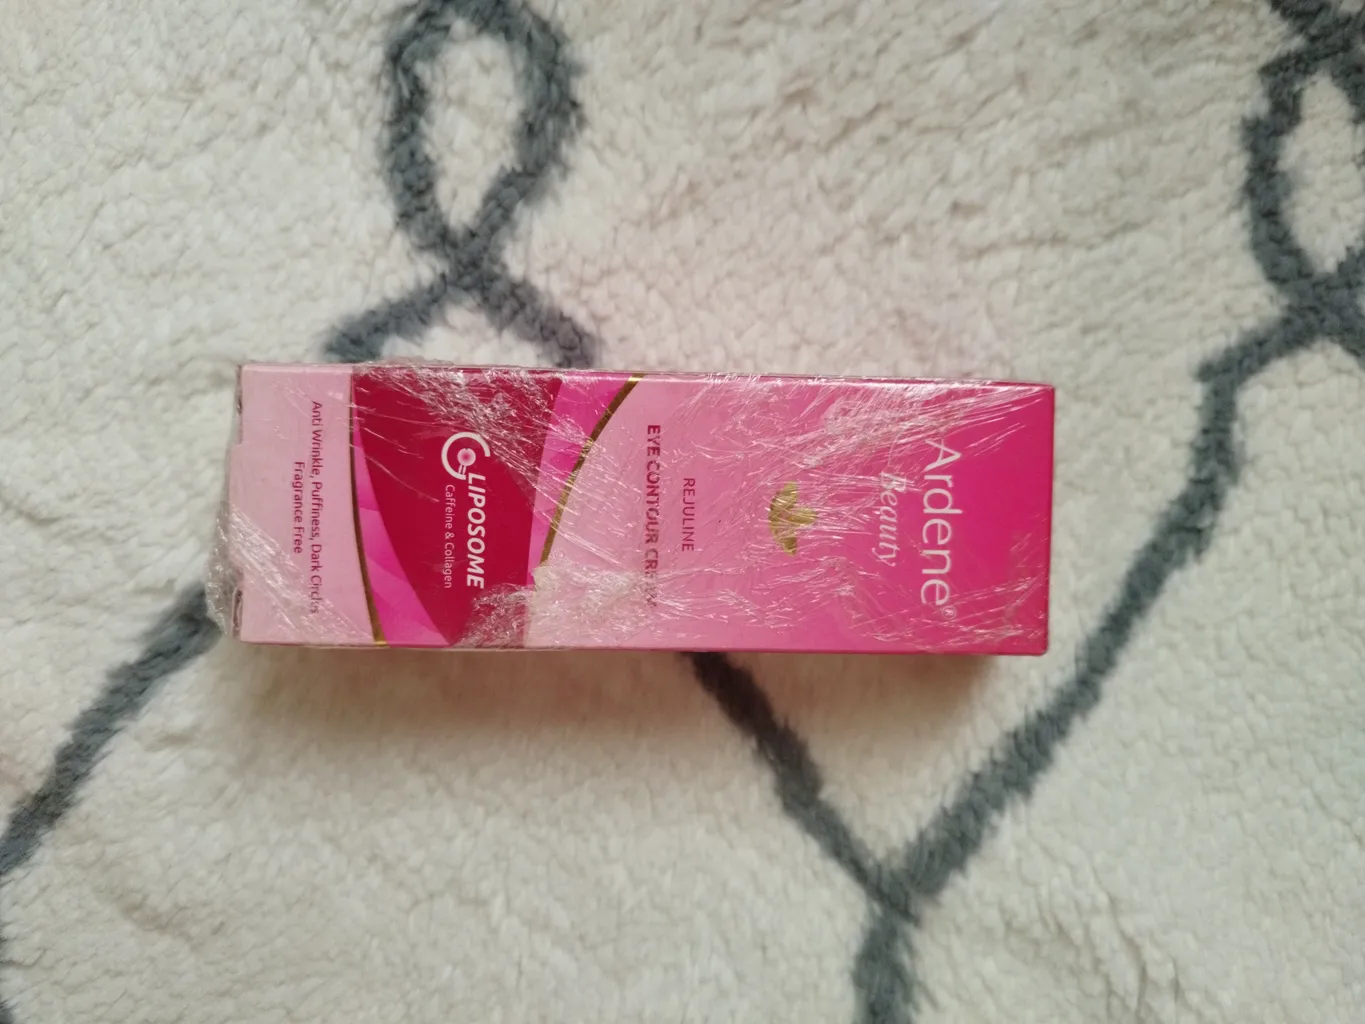 Ardene®
Beauty
REJULINE
EYE CONTOUR CREAM
LIPOSOME
Caffeine & Collagen
Anti Wrinkle, Puffiness, Dark Circles
Fragrance Free